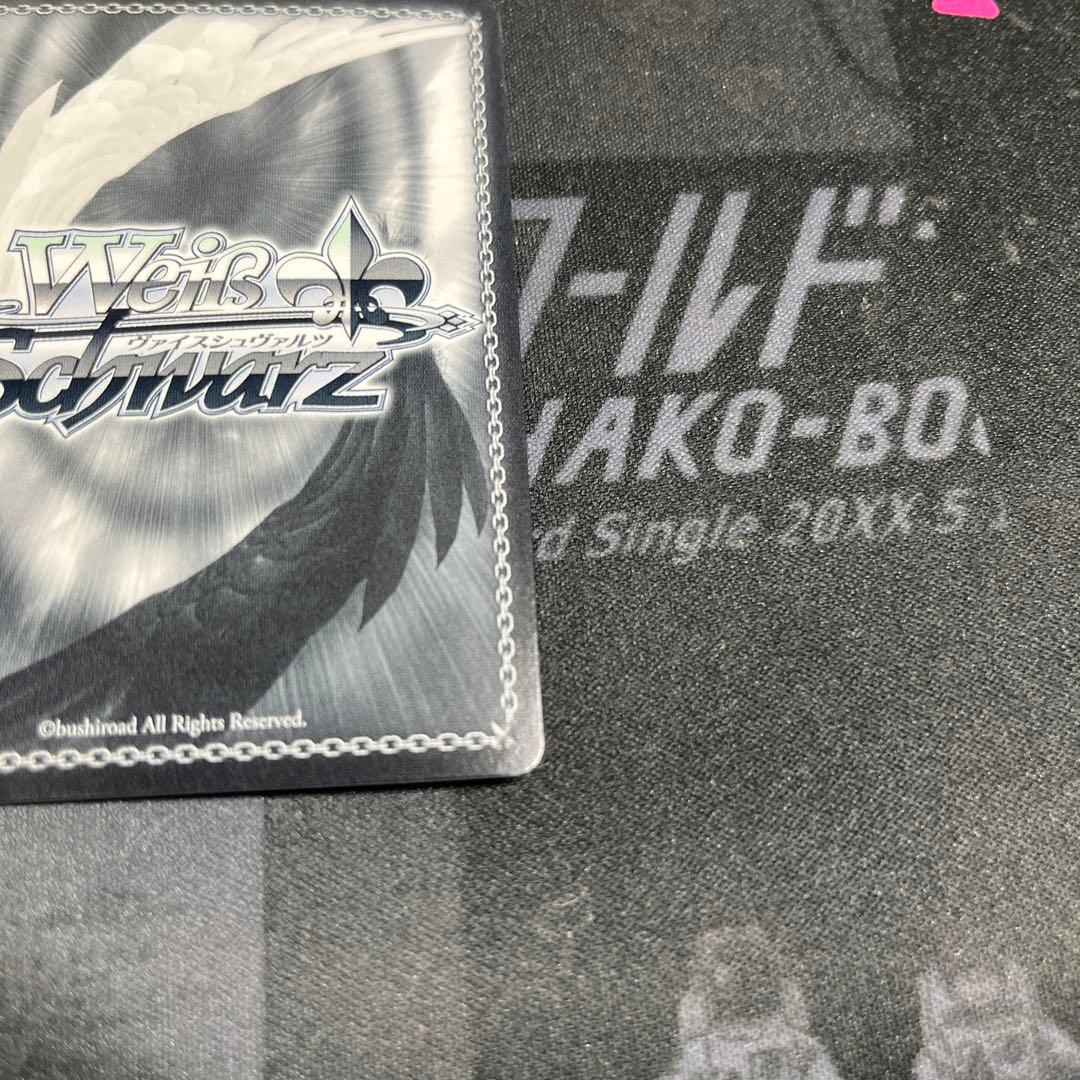 Weiß
ヴァイスシュヴァルツ
Schwarz
©bushiroad All Rights Reserved.
ワールド
HAKO-BO
Single 20XX S